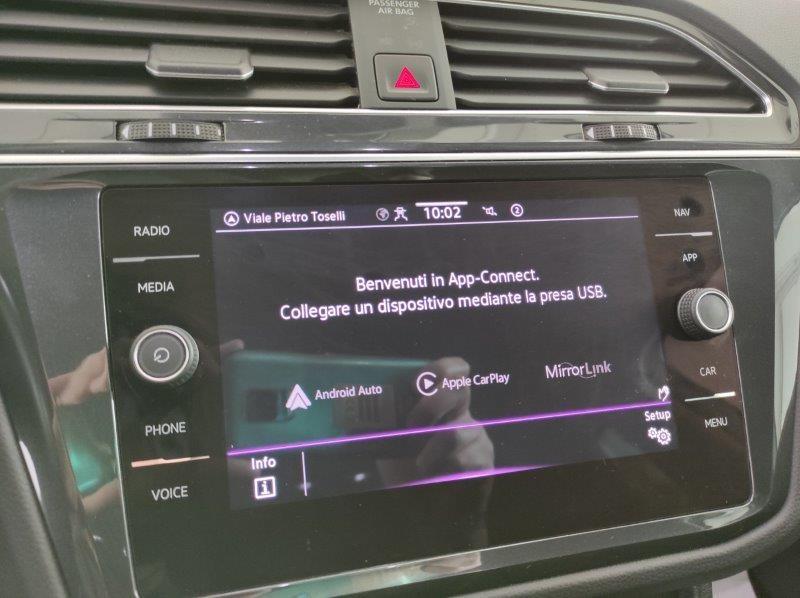 PASSENGER
AIR BAG
RADIO
MEDIA
PHONE
VOICE
Viale Pietro Toselli
10:02
2
NAV
APP
CAR
MENU
Benvenuti in App-Connect.
Collegare un dispositivo mediante la presa USB.
Android Auto
Apple CarPlay
MirrorLink
Info
i
Setup